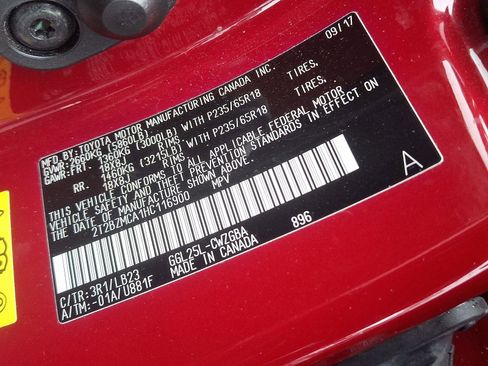 MFD. BY: TOYOTA MOTOR MANUFACTURING CANADA INC. 09/17
GVWR: 2660KG (5860LB)
GAWR: FRT 1360KG (3000LB) WITH P235/65R18 TIRES,
18X8J RIMS
RR. 1460KG (3215LB) WITH P235/65R18 TIRES,
18X8J RIMS
THIS VEHICLE CONFORMS TO ALL APPLICABLE FEDERAL MOTOR
VEHICLE SAFETY AND THEFT PREVENTION STANDARDS IN EFFECT ON
THE DATE OF MANUFACTURE SHOWN ABOVE.
2T2BZMCA1HC116900 MPV A
C/TR: 3R1/LB23 GGL25L-CWZGBA 896
A/TM: -01A/U881F MADE IN CANADA